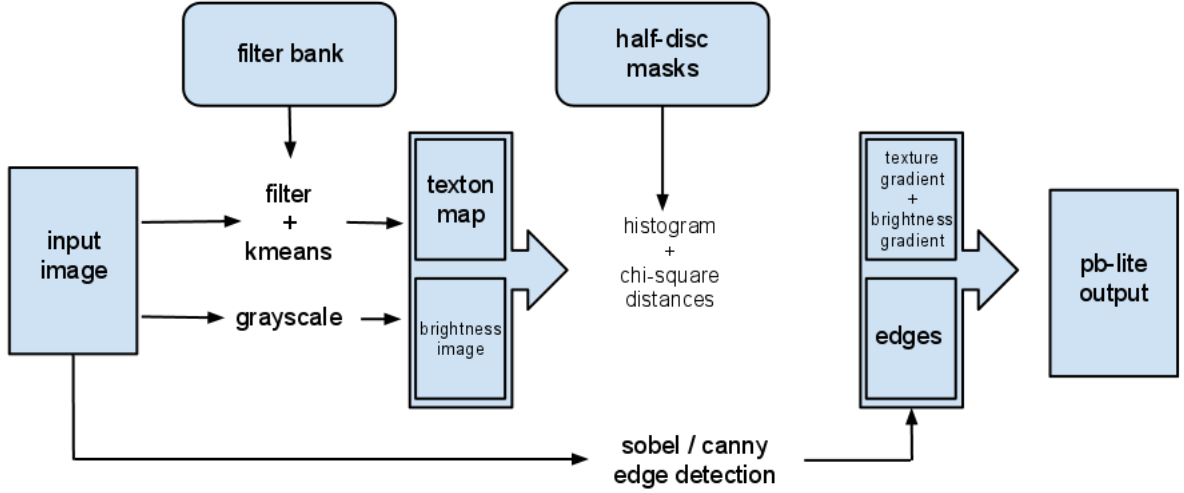 filter bank
half-disc
masks
input
image
filter
+
kmeans
grayscale
texton
map
brightness
image
histogram
+
chi-square
distances
texture
gradient
+
brightness
gradient
edges
pb-lite
output
sobel / canny
edge detection